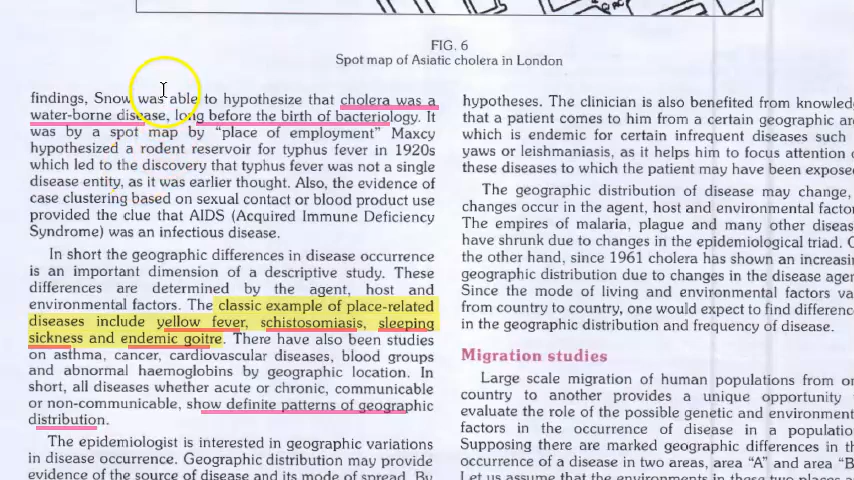 FIG. 6
Spot map of Asiatic cholera in London
findings, Snow was able to hypothesize that cholera was a
water-borne disease, long before the birth of bacteriology. It
was by a spot map by "place of employment" Maxcy
hypothesized a rodent reservoir for typhus fever in 1920s
which led to the discovery that typhus fever was not a single
disease entity, as it was earlier thought. Also, the evidence of
case clustering based on sexual contact or blood product use
provided the clue that AIDS (Acquired Immune Deficiency
Syndrome) was an infectious disease.
In short the geographic differences in disease occurrence
is an important dimension of a descriptive study. These
differences are determined by the agent, host and
environmental factors. The classic example of place-related
diseases include yellow fever, schistosomiasis, sleeping
sickness and endemic goitre. There have also been studies
on asthma, cancer, cardiovascular diseases, blood groups
and abnormal haemoglobins by geographic location. In
short, all diseases whether acute or chronic, communicable
or non-communicable, show definite patterns of geographic
distribution.
The epidemiologist is interested in geographic variations
in disease occurrence. Geographic distribution may provide
evidence of the source of disease and its mode of spread. By
hypotheses. The clinician is also benefited from knowled
that a patient comes to him from a certain geographic ar
which is endemic for certain infrequent diseases such
yaws or leishmaniasis, as it helps him to focus attention
these diseases to which the patient may have been expose
The geographic distribution of disease may change,
changes occur in the agent, host and environmental factor
The empires of malaria, plague and many other diseas
have shrunk due to changes in the epidemiological triad. O
the other hand, since 1961 cholera has shown an increasin
geographic distribution due to changes in the disease agen
Since the mode of living and environmental factors va
from country to country, one would expect to find differenc
in the geographic distribution and frequency of disease.
Migration studies
Large scale migration of human populations from on
country to another provides a unique opportunity
evaluate the role of the possible genetic and environment
factors in the occurrence of disease in a population
Supposing there are marked geographic differences in th
occurrence of a disease in two areas, area "A" and area "B
Let us assume that the environments in these two places a